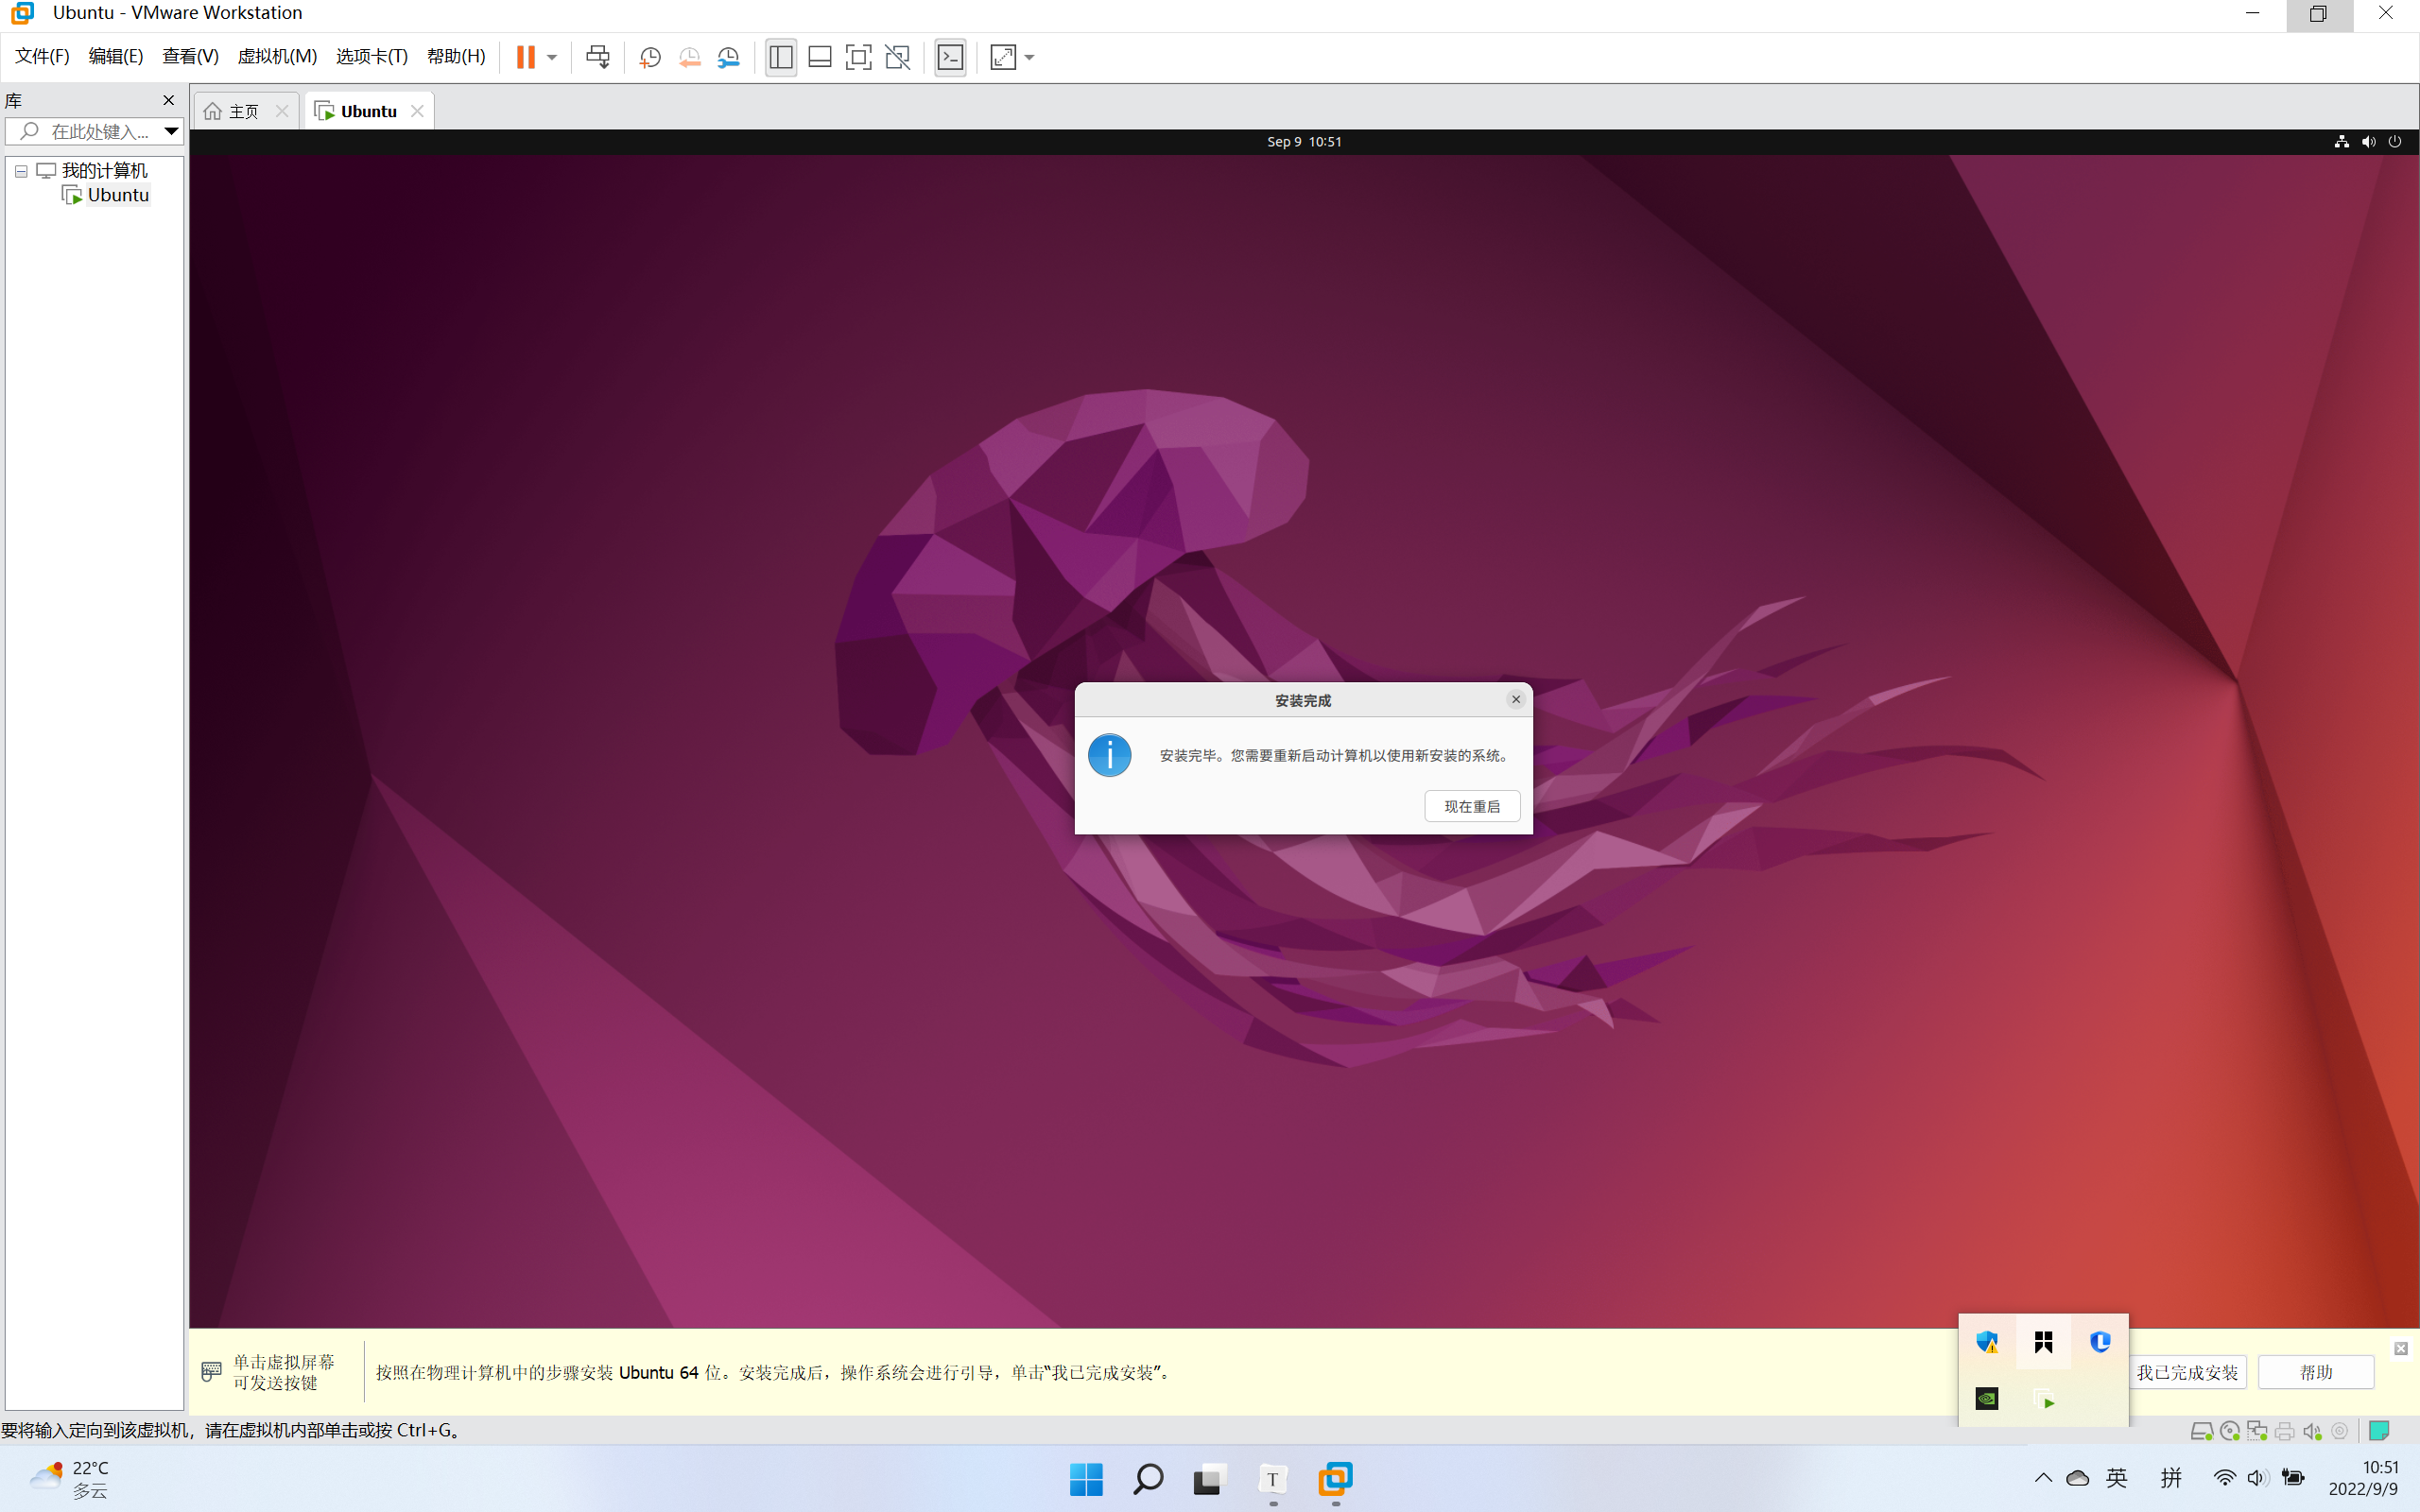 Ubuntu - VMware Workstation
文件(F) 编辑(E) 查看(V) 虚拟机(M) 选项卡(T) 帮助(H)
库
主页
Ubuntu
在此处键入...
Sep 9 10:51
我的计算机
Ubuntu
安装完成
安装完毕。您需要重新启动计算机以使用新安装的系统。
现在重启
单击虚拟屏幕
可发送按键
按照在物理计算机中的步骤安装 Ubuntu 64 位。安装完成后，操作系统会进行引导，单击“我已完成安装”。
我已完成安装
帮助
要将输入定向到该虚拟机，请在虚拟机内部单击或按 Ctrl+G。
22°C
多云
T
英
拼
10:51
2022/9/9